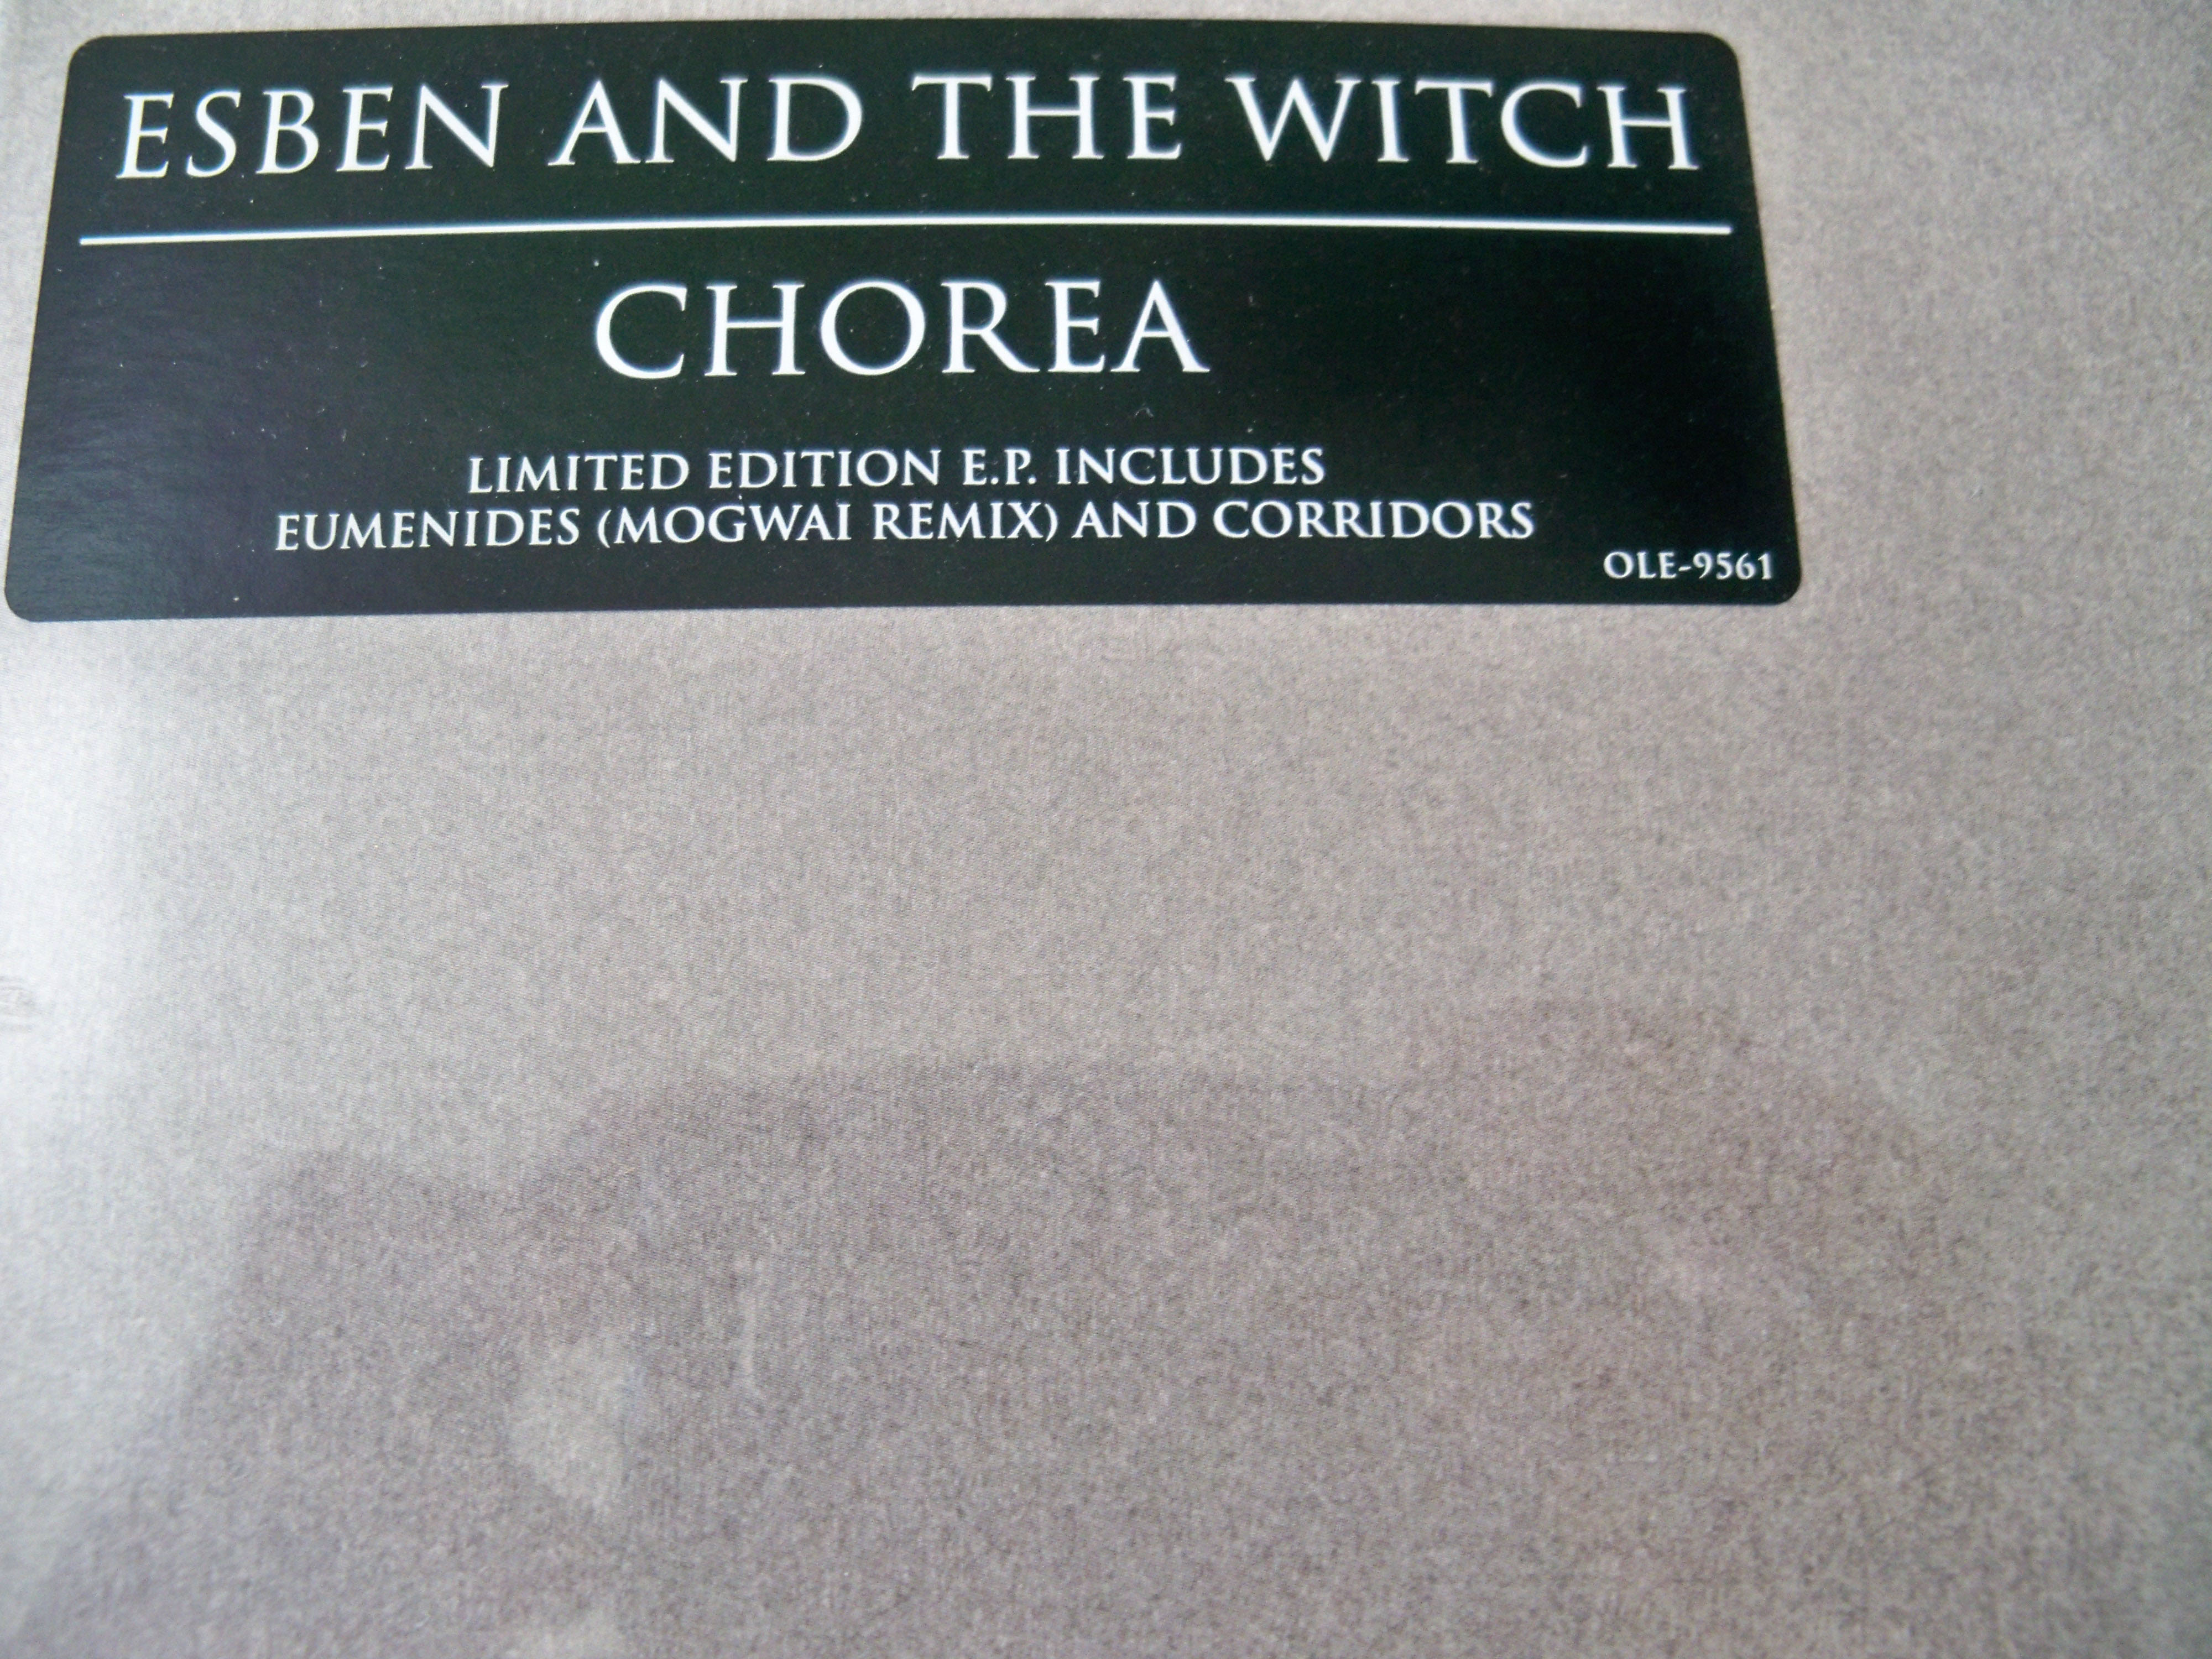 ESBEN AND THE WITCH
CHOREA
LIMITED EDITION E.P. INCLUDES
EUMENIDES (MOGWAI REMIX) AND CORRIDORS
OLE-9561